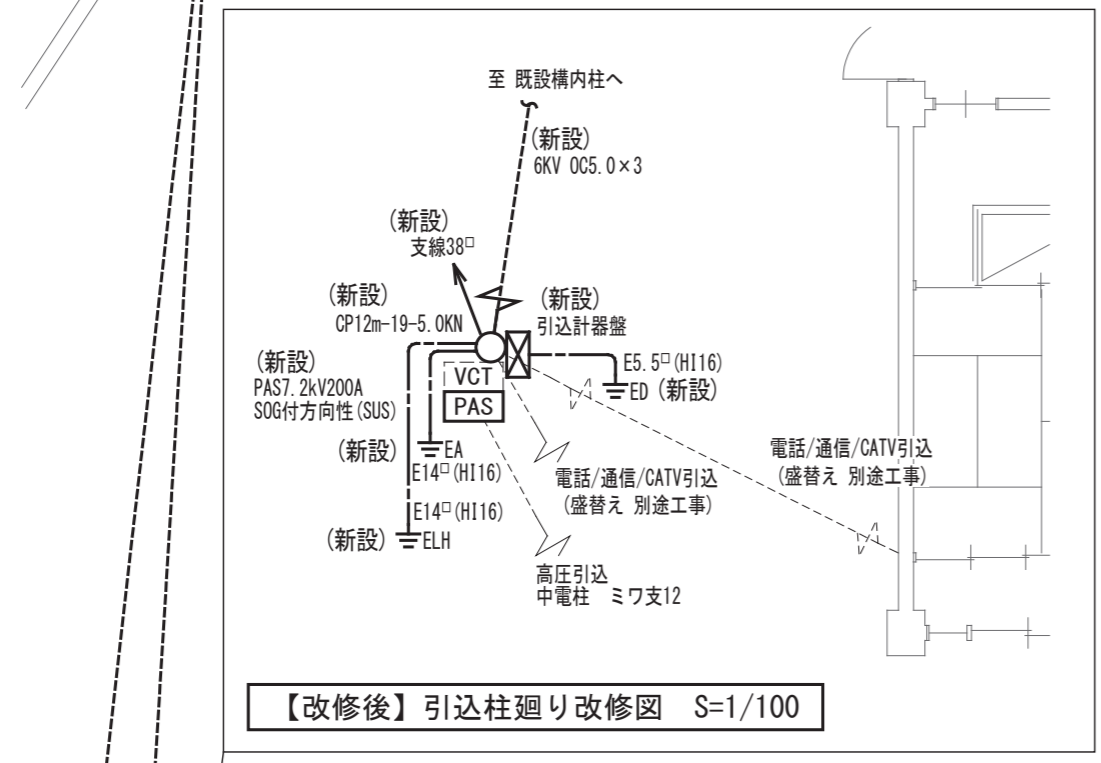 至 既設構内柱へ
(新設)
6KV OC5.0×3
(新設)
支線38□
(新設)
CP12m-19-5.0KN
(新設)
引込計器盤
(新設)
PAS7.2kV200A
SOG付方向性(SUS)
VCT
PAS
E5.5□(HI16)
ED (新設)
(新設)
EA
E14□(HI16)
E14□(HI16)
(新設)
ELH
電話/通信/CATV引込
(盛替え 別途工事)
電話/通信/CATV引込
(盛替え 別途工事)
高圧引込
中電柱 ミワ支12
【改修後】引込柱廻り改修図 S=1/100